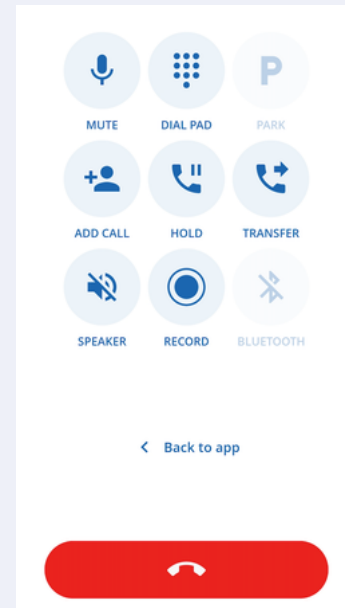 P
MUTE DIAL PAD PARK
ADD CALL HOLD TRANSFER
SPEAKER RECORD BLUETOOTH
Back to app